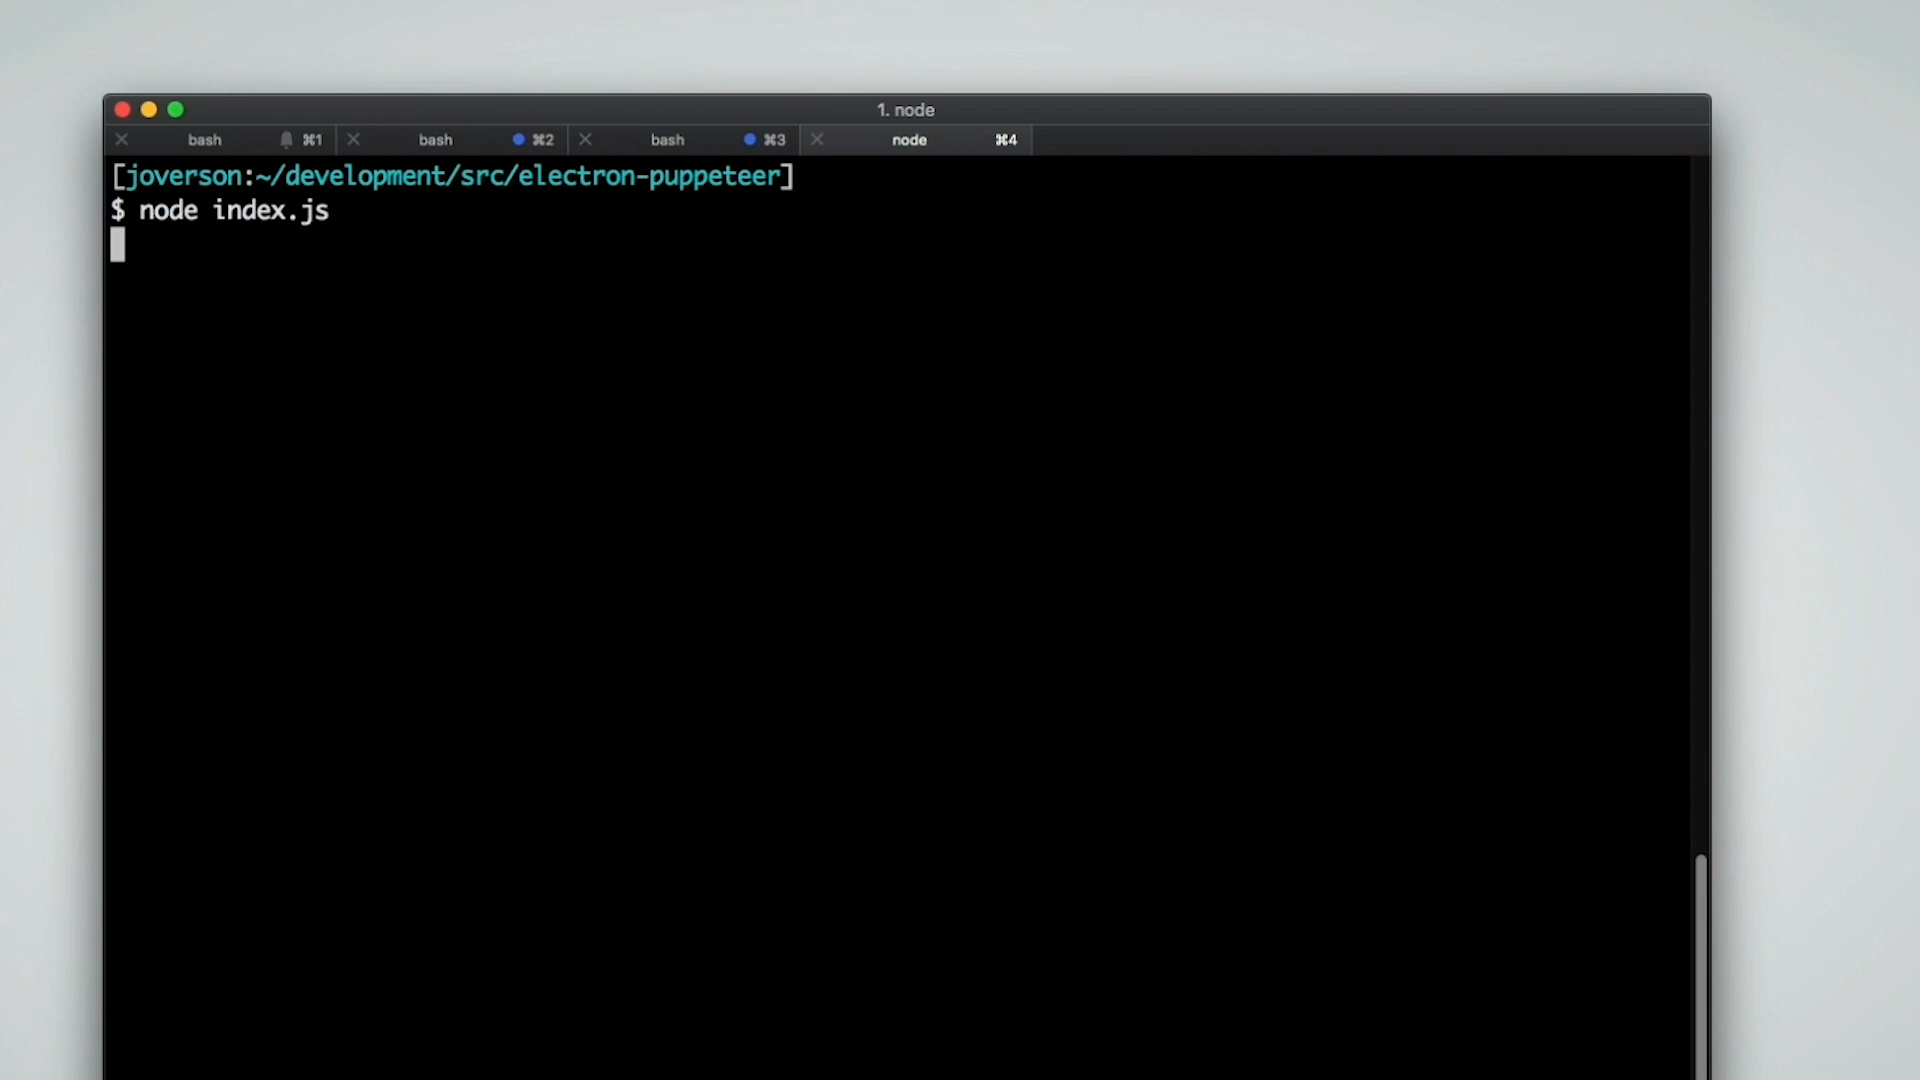 1. node
bash ⌘1 bash ⌘2 bash ⌘3 node ⌘4
[joverson:~/development/src/electron-puppeteer]
$ node index.js